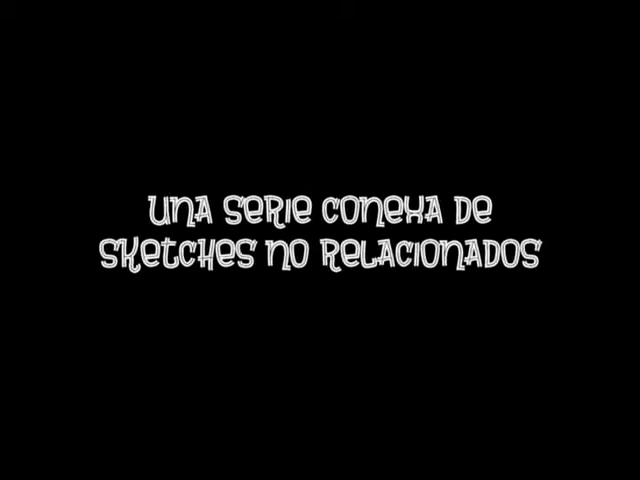 UNA SERIE CONEXA DE
SKETCHES NO RELACIONADOS